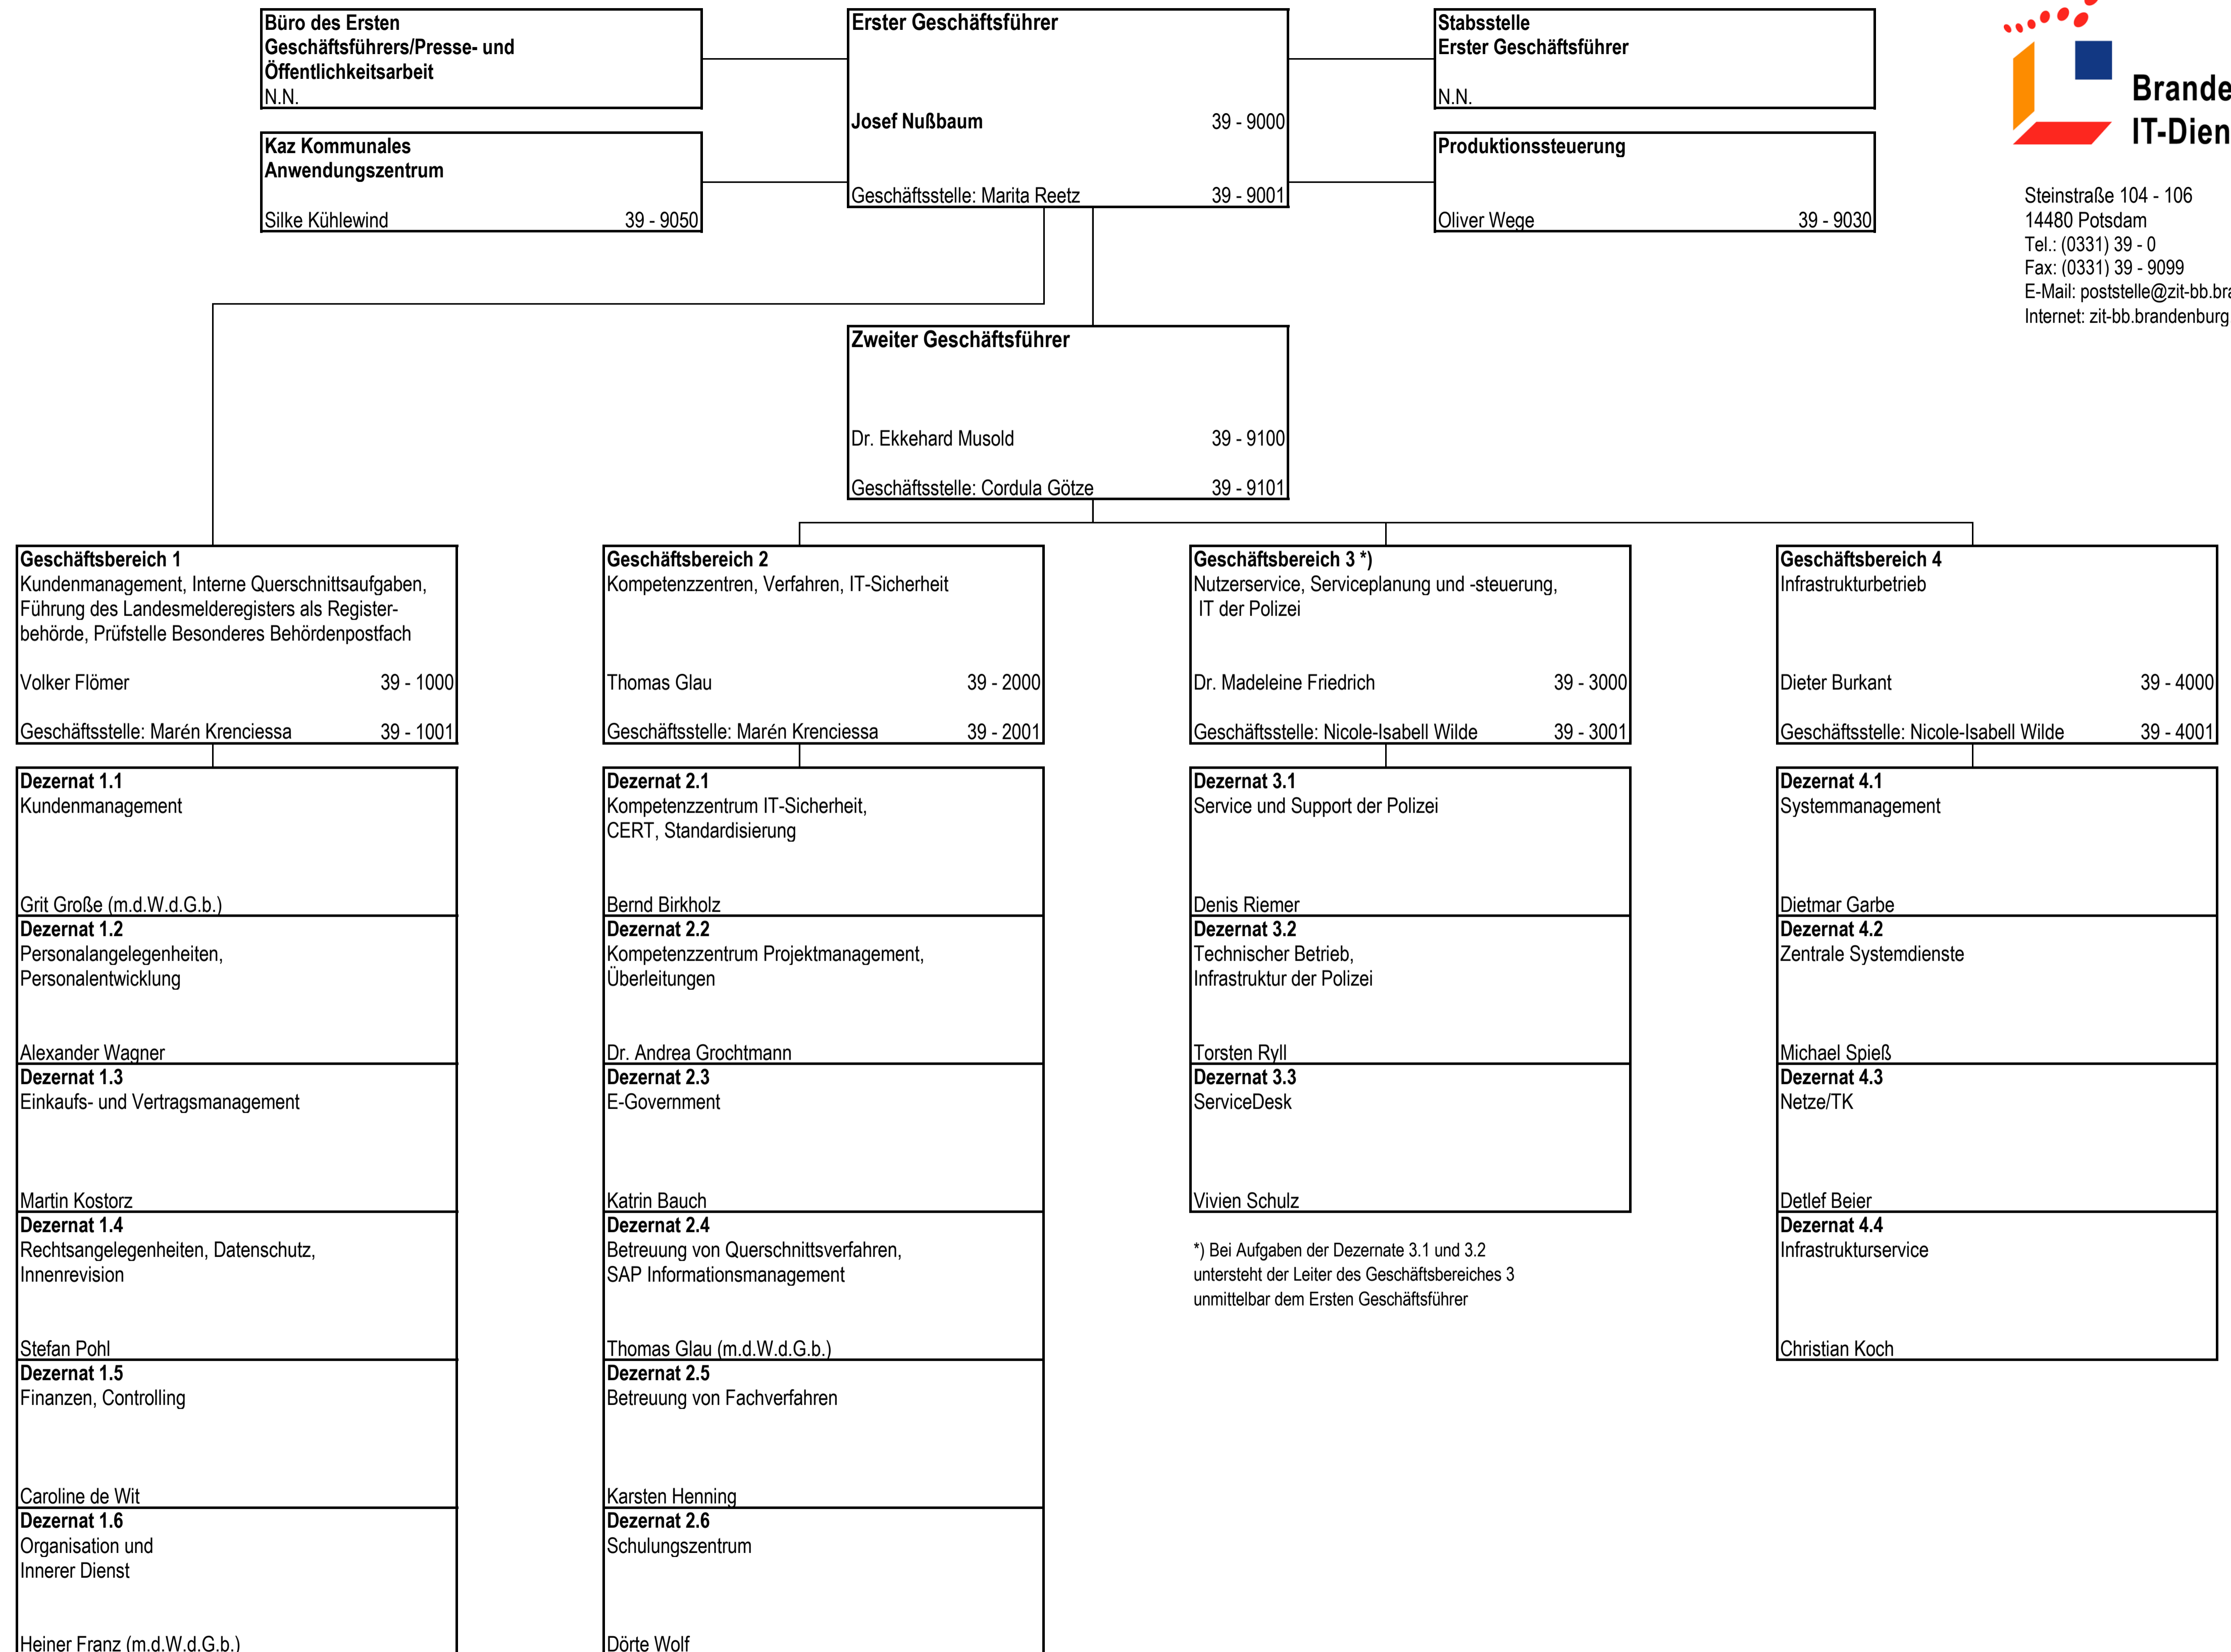 Büro des Ersten
Geschäftsführers/Presse- und
Öffentlichkeitsarbeit
N.N.
Erster Geschäftsführer
Josef Nußbaum 39 - 9000
Geschäftsstelle: Marita Reetz 39 - 9001
Stabsstelle
Erster Geschäftsführer
N.N.
Kaz Kommunales
Anwendungszentrum
Silke Kühlewind 39 - 9050
Produktionssteuerung
Oliver Wege 39 - 9030
Brande
IT-Dien
Steinstraße 104 - 106
14480 Potsdam
Tel.: (0331) 39 - 0
Fax: (0331) 39 - 9099
E-Mail: poststelle@zit-bb.bra
Internet: zit-bb.brandenburg
Zweiter Geschäftsführer
Dr. Ekkehard Musold 39 - 9100
Geschäftsstelle: Cordula Götze 39 - 9101
Geschäftsbereich 1
Kundenmanagement, Interne Querschnittsaufgaben,
Führung des Landesmelderegisters als Register-
behörde, Prüfstelle Besonderes Behördenpostfach
Volker Flömer 39 - 1000
Geschäftsstelle: Marén Krenciessa 39 - 1001
Dezernat 1.1
Kundenmanagement
Grit Große (m.d.W.d.G.b.)
Dezernat 1.2
Personalangelegenheiten,
Personalentwicklung
Alexander Wagner
Dezernat 1.3
Einkaufs- und Vertragsmanagement
Martin Kostorz
Dezernat 1.4
Rechtsangelegenheiten, Datenschutz,
Innenrevision
Stefan Pohl
Dezernat 1.5
Finanzen, Controlling
Caroline de Wit
Dezernat 1.6
Organisation und
Innerer Dienst
Heiner Franz (m.d.W.d.G.b.)
Geschäftsbereich 2
Kompetenzzentren, Verfahren, IT-Sicherheit
Thomas Glau 39 - 2000
Geschäftsstelle: Marén Krenciessa 39 - 2001
Dezernat 2.1
Kompetenzzentrum IT-Sicherheit,
CERT, Standardisierung
Bernd Birkholz
Dezernat 2.2
Kompetenzzentrum Projektmanagement,
Überleitungen
Dr. Andrea Grochtmann
Dezernat 2.3
E-Government
Katrin Bauch
Dezernat 2.4
Betreuung von Querschnittsverfahren,
SAP Informationsmanagement
Thomas Glau (m.d.W.d.G.b.)
Dezernat 2.5
Betreuung von Fachverfahren
Karsten Henning
Dezernat 2.6
Schulungszentrum
Dörte Wolf
Geschäftsbereich 3 *)
Nutzerservice, Serviceplanung und -steuerung,
IT der Polizei
Dr. Madeleine Friedrich 39 - 3000
Geschäftsstelle: Nicole-Isabell Wilde 39 - 3001
Dezernat 3.1
Service und Support der Polizei
Denis Riemer
Dezernat 3.2
Technischer Betrieb,
Infrastruktur der Polizei
Torsten Ryll
Dezernat 3.3
ServiceDesk
Vivien Schulz
*) Bei Aufgaben der Dezernate 3.1 und 3.2
untersteht der Leiter des Geschäftsbereiches 3
unmittelbar dem Ersten Geschäftsführer
Geschäftsbereich 4
Infrastrukturbetrieb
Dieter Burkant 39 - 4000
Geschäftsstelle: Nicole-Isabell Wilde 39 - 4001
Dezernat 4.1
Systemmanagement
Dietmar Garbe
Dezernat 4.2
Zentrale Systemdienste
Michael Spieß
Dezernat 4.3
Netze/TK
Detlef Beier
Dezernat 4.4
Infrastrukturservice
Christian Koch